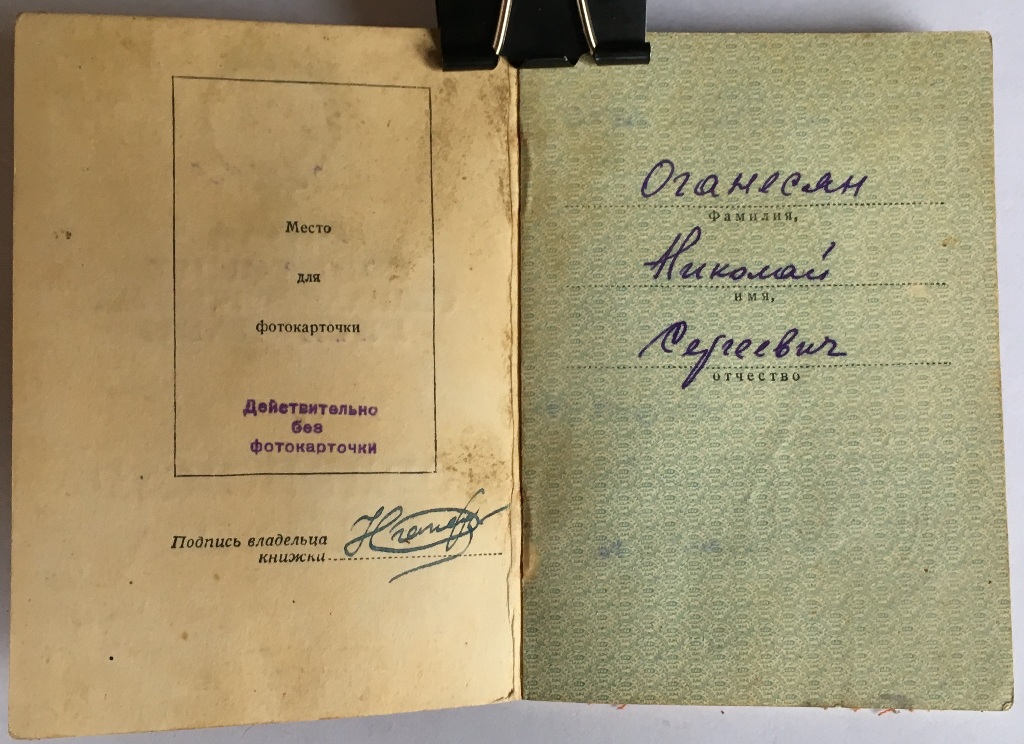 Место
для
фотокарточки
Действительно
без
фотокарточки
Подпись владельца
книжки
Оганесян
Фамилия,
Николай
имя,
Сергеевич
отчество